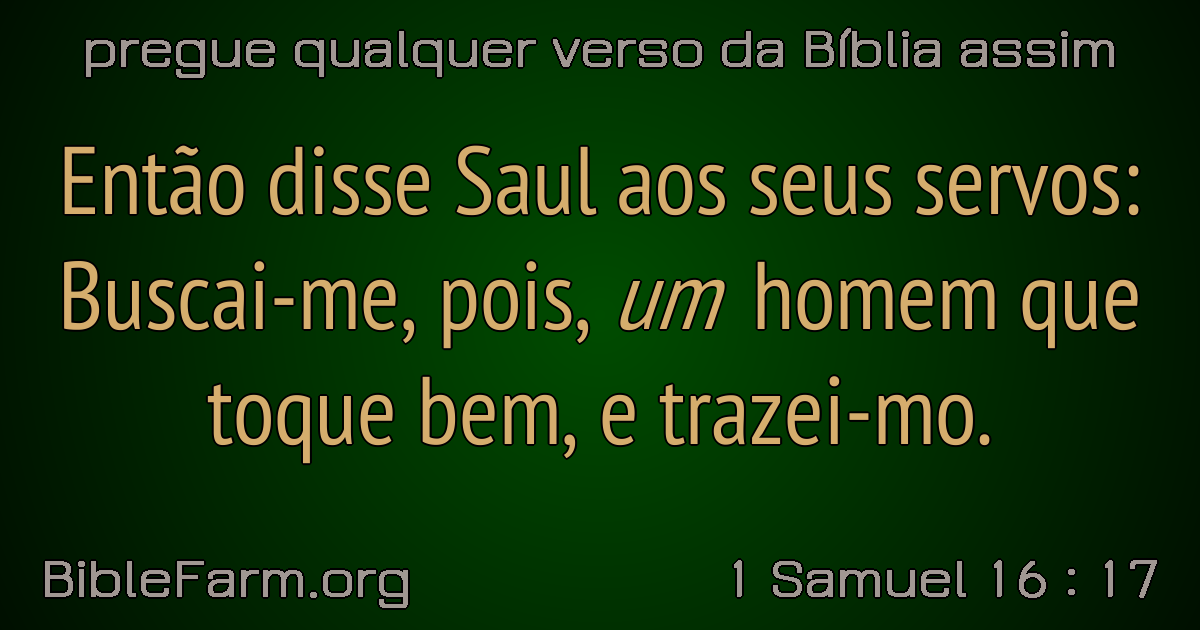 pregue qualquer verso da Bíblia assim
Então disse Saul aos seus servos:
Buscai-me, pois, um homem que
toque bem, e trazei-mo.
BibleFarm.org
1 Samuel 16 : 17